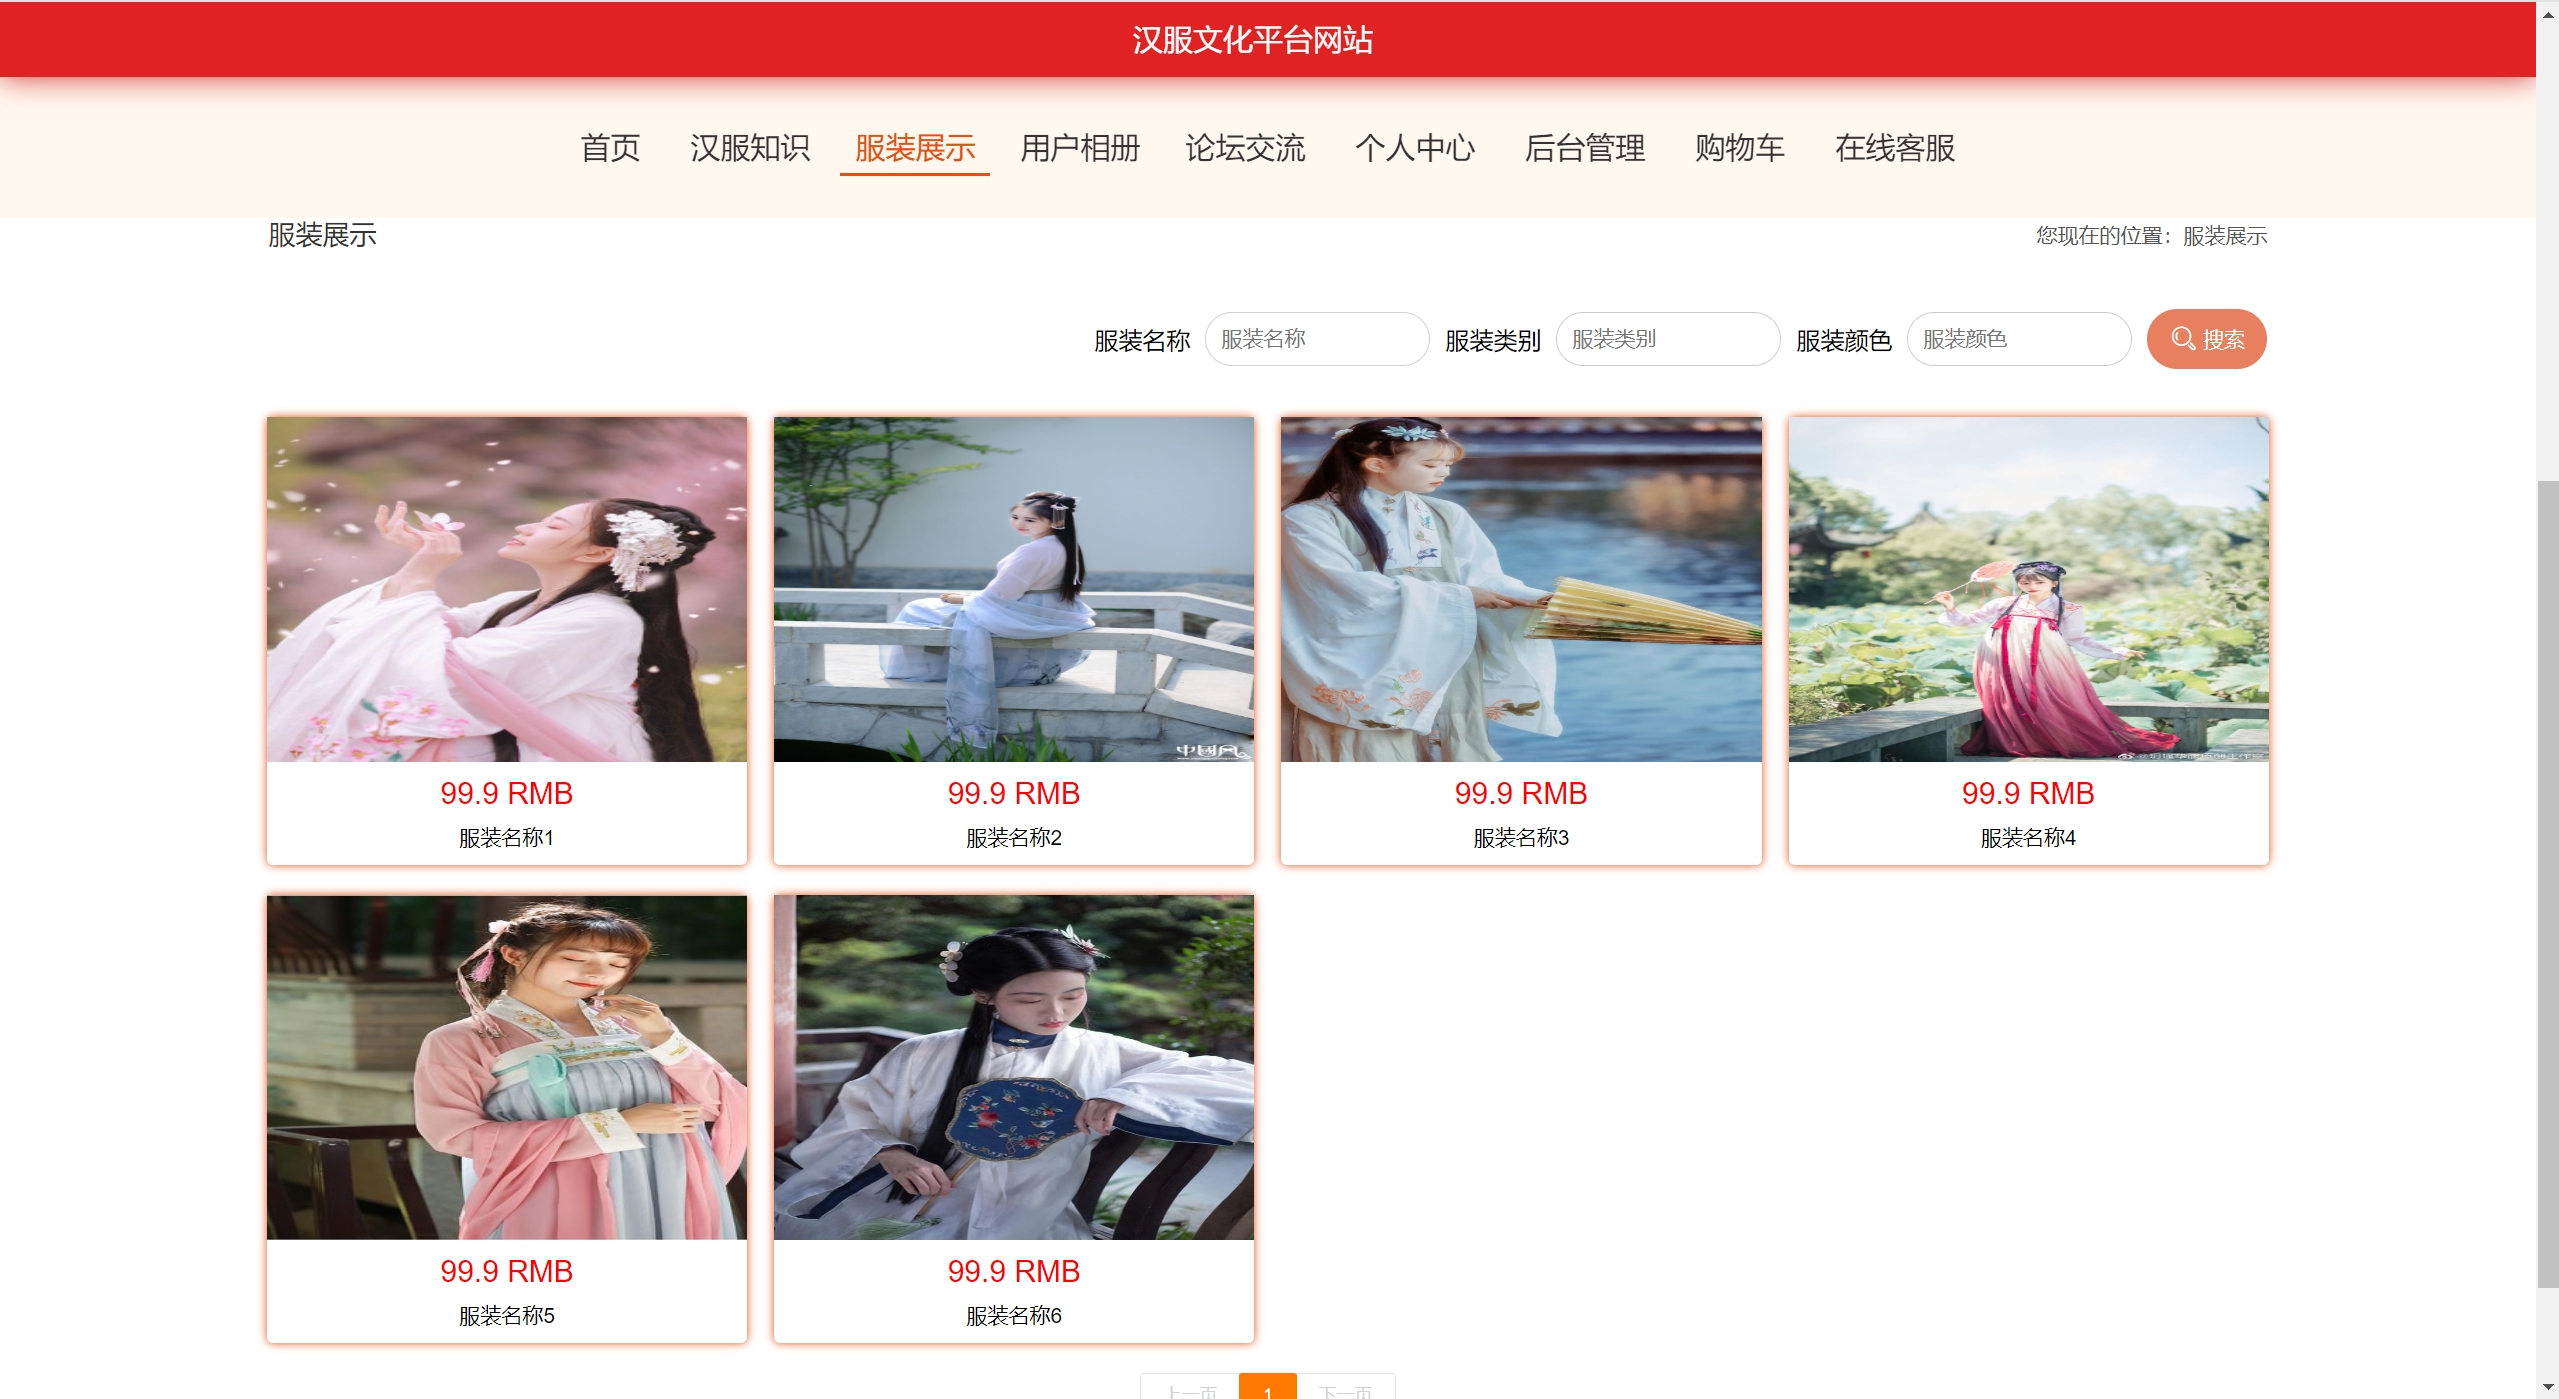 汉服文化平台网站
首页 汉服知识 服装展示 用户相册 论坛交流 个人中心 后台管理 购物车 在线客服
服装展示
您现在的位置：服装展示
服装名称 服装名称 服装类别 服装类别 服装颜色 服装颜色 搜索
中國风
99.9 RMB
服装名称1
99.9 RMB
服装名称2
99.9 RMB
服装名称3
99.9 RMB
服装名称4
99.9 RMB
服装名称5
99.9 RMB
服装名称6
上一页 1 下一页